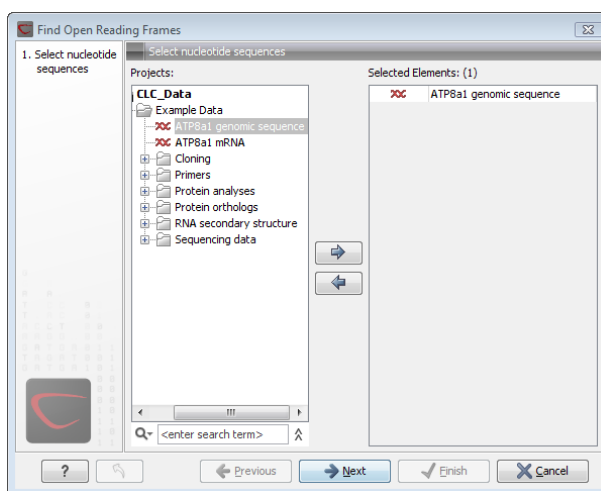 Find Open Reading Frames
1. Select nucleotide
sequences
Select nucleotide sequences
Projects:
CLC_Data
Example Data
ATP8a1 genomic sequence
ATP8a1 mRNA
Cloning
Primers
Protein analyses
Protein orthologs
RNA secondary structure
Sequencing data
<enter search term>
Selected Elements: (1)
ATP8a1 genomic sequence
?
Previous
Next
Finish
Cancel